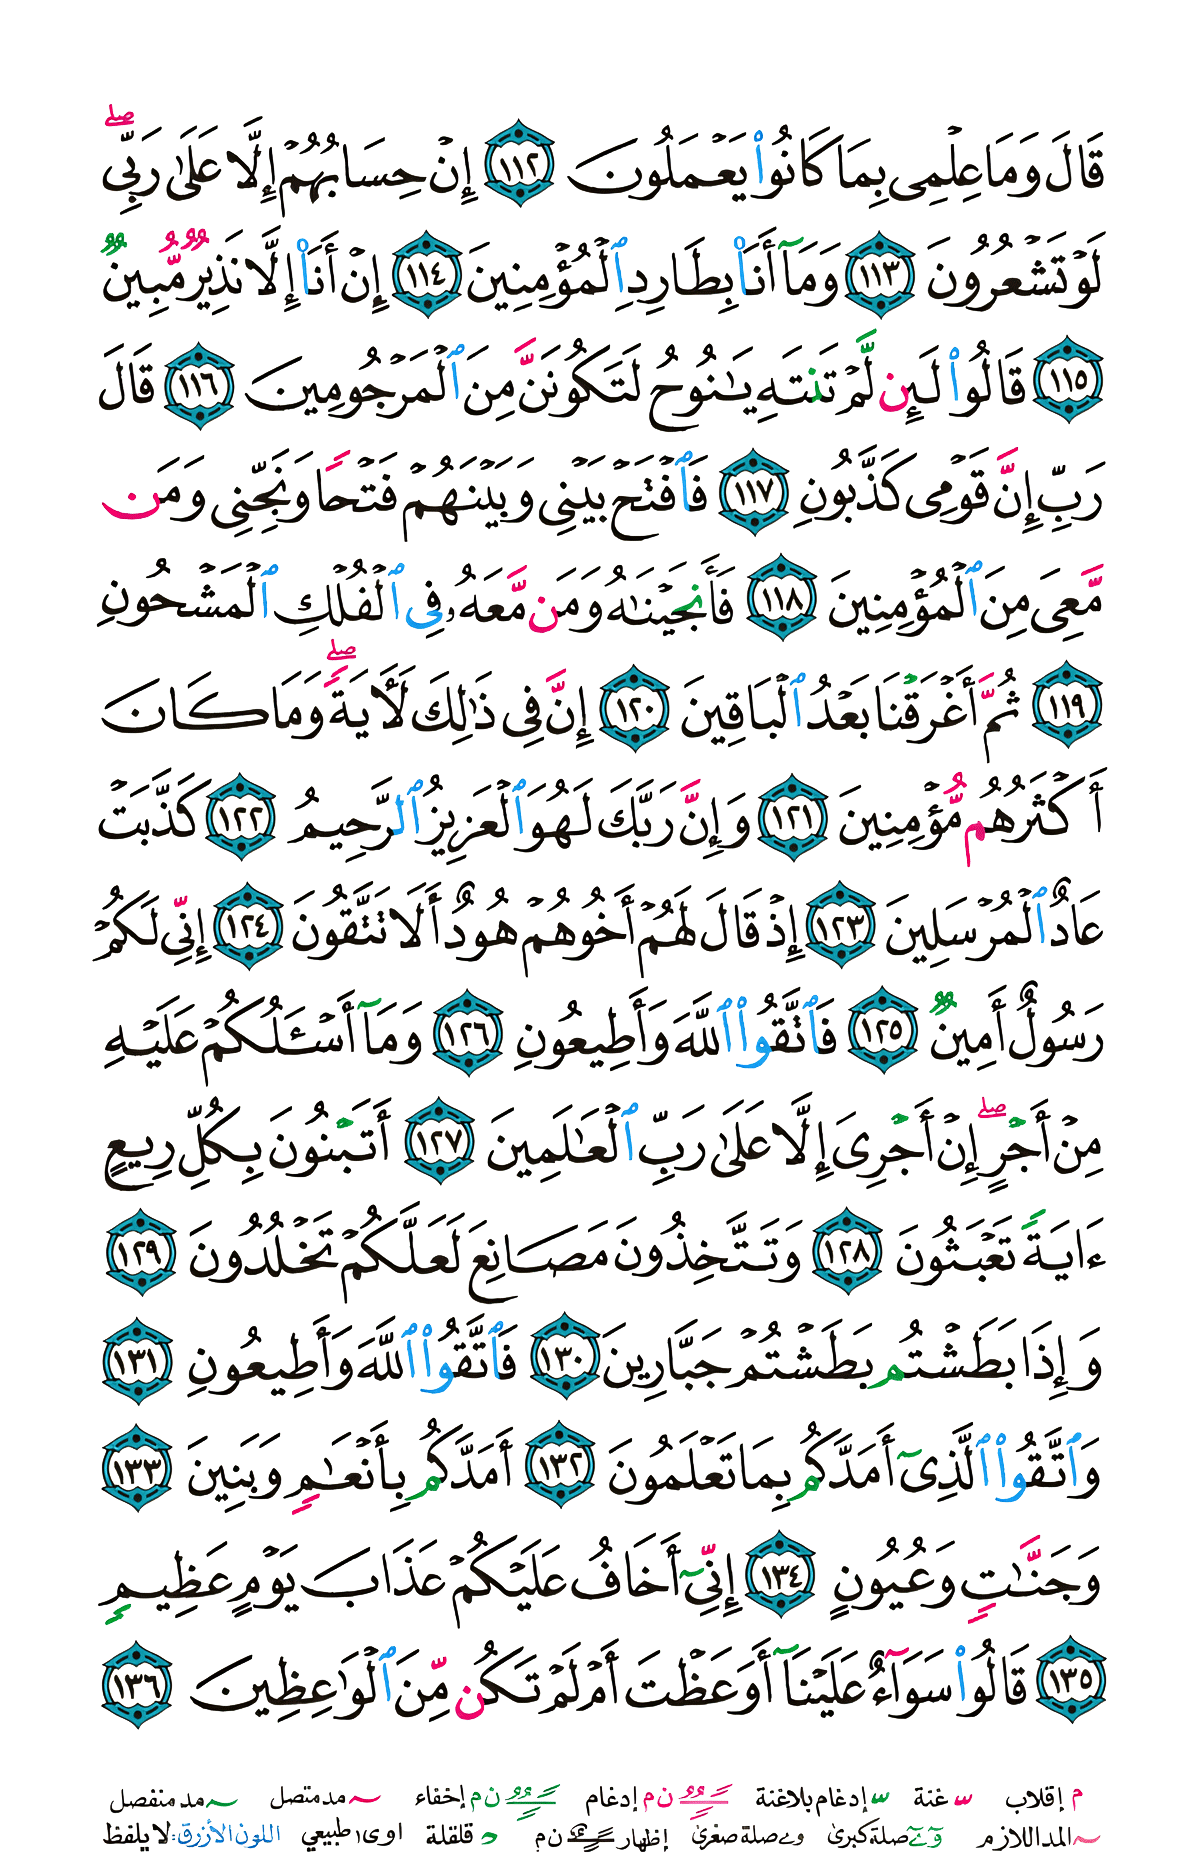 قَالَ وَمَا عِلْمِى بِمَا كَانُوا۟ يَعْمَلُونَ ١١٢ إِنْ حِسَابُهُمْ إِلَّا عَلَىٰ رَبِّى ۖ
لَوْ تَشْعُرُونَ ١١٣ وَمَآ أَنَا۠ بِطَارِدِ ٱلْمُؤْمِنِينَ ١١٤ إِنْ أَنَا۠ إِلَّا نَذِيرٌ مُّبِينٌ
١١٥ قَالُوا۟ لَئِن لَّمْ تَنتَهِ يَـٰنُوحُ لَتَكُونَنَّ مِنَ ٱلْمَرْجُومِينَ ١١٦ قَالَ
رَبِّ إِنَّ قَوْمِى كَذَّبُونِ ١١٧ فَٱفْتَحْ بَيْنِى وَبَيْنَهُمْ فَتْحًا وَنَجِّنِى وَمَن
مَّعِىَ مِنَ ٱلْمُؤْمِنِينَ ١١٨ فَأَنجَيْنَـٰهُ وَمَن مَّعَهُۥ فِى ٱلْفُلْكِ ٱلْمَشْحُونِ
١١٩ ثُمَّ أَغْرَقْنَا بَعْدُ ٱلْبَاقِينَ ١٢٠ إِنَّ فِى ذَٰلِكَ لَـَٔايَةً ۖ وَمَا كَانَ
أَكْثَرُهُم مُّؤْمِنِينَ ١٢١ وَإِنَّ رَبَّكَ لَهُوَ ٱلْعَزِيزُ ٱلرَّحِيمُ ١٢٢ كَذَّبَتْ
عَادٌ ٱلْمُرْسَلِينَ ١٢٣ إِذْ قَالَ لَهُمْ أَخُوهُمْ هُودٌ أَلَا تَتَّقُونَ ١٢٤ إِنِّى لَكُمْ
رَسُولٌ أَمِينٌ ١٢٥ فَٱتَّقُوا۟ ٱللَّهَ وَأَطِيعُونِ ١٢٦ وَمَآ أَسْـَٔلُكُمْ عَلَيْهِ
مِنْ أَجْرٍ ۖ إِنْ أَجْرِىَ إِلَّا عَلَىٰ رَبِّ ٱلْعَـٰلَمِينَ ١٢٧ أَتَبْنُونَ بِكُلِّ رِيعٍ
ءَايَةً تَعْبَثُونَ ١٢٨ وَتَتَّخِذُونَ مَصَانِعَ لَعَلَّكُمْ تَخْلُدُونَ ١٢٩
وَإِذَا بَطَشْتُم بَطَشْتُمْ جَبَّارِينَ ١٣٠ فَٱتَّقُوا۟ ٱللَّهَ وَأَطِيعُونِ ١٣١
وَٱتَّقُوا۟ ٱلَّذِىٓ أَمَدَّكُم بِمَا تَعْلَمُونَ ١٣٢ أَمَدَّكُم بِأَنْعَـٰمٍ وَبَنِينَ ١٣٣
وَجَنَّـٰتٍ وَعُيُونٍ ١٣٤ إِنِّىٓ أَخَافُ عَلَيْكُمْ عَذَابَ يَوْمٍ عَظِيمٍ
١٣٥ قَالُوا۟ سَوَآءٌ عَلَيْنَآ أَوَعَظْتَ أَمْ لَمْ تَكُن مِّنَ ٱلْوَٰعِظِينَ ١٣٦
م إقلاب ّ غنة ّ إدغام بلاغنة ن م إدغام ن م إخفاء ~ مد متصل ~ مد منفصل
~ المد اللازم و ے صلة كبرى و ے صلة صغرى إظهار ن م د قلقلة ا و ى ا طبيعي اللون الأزرق: لا يلفظ